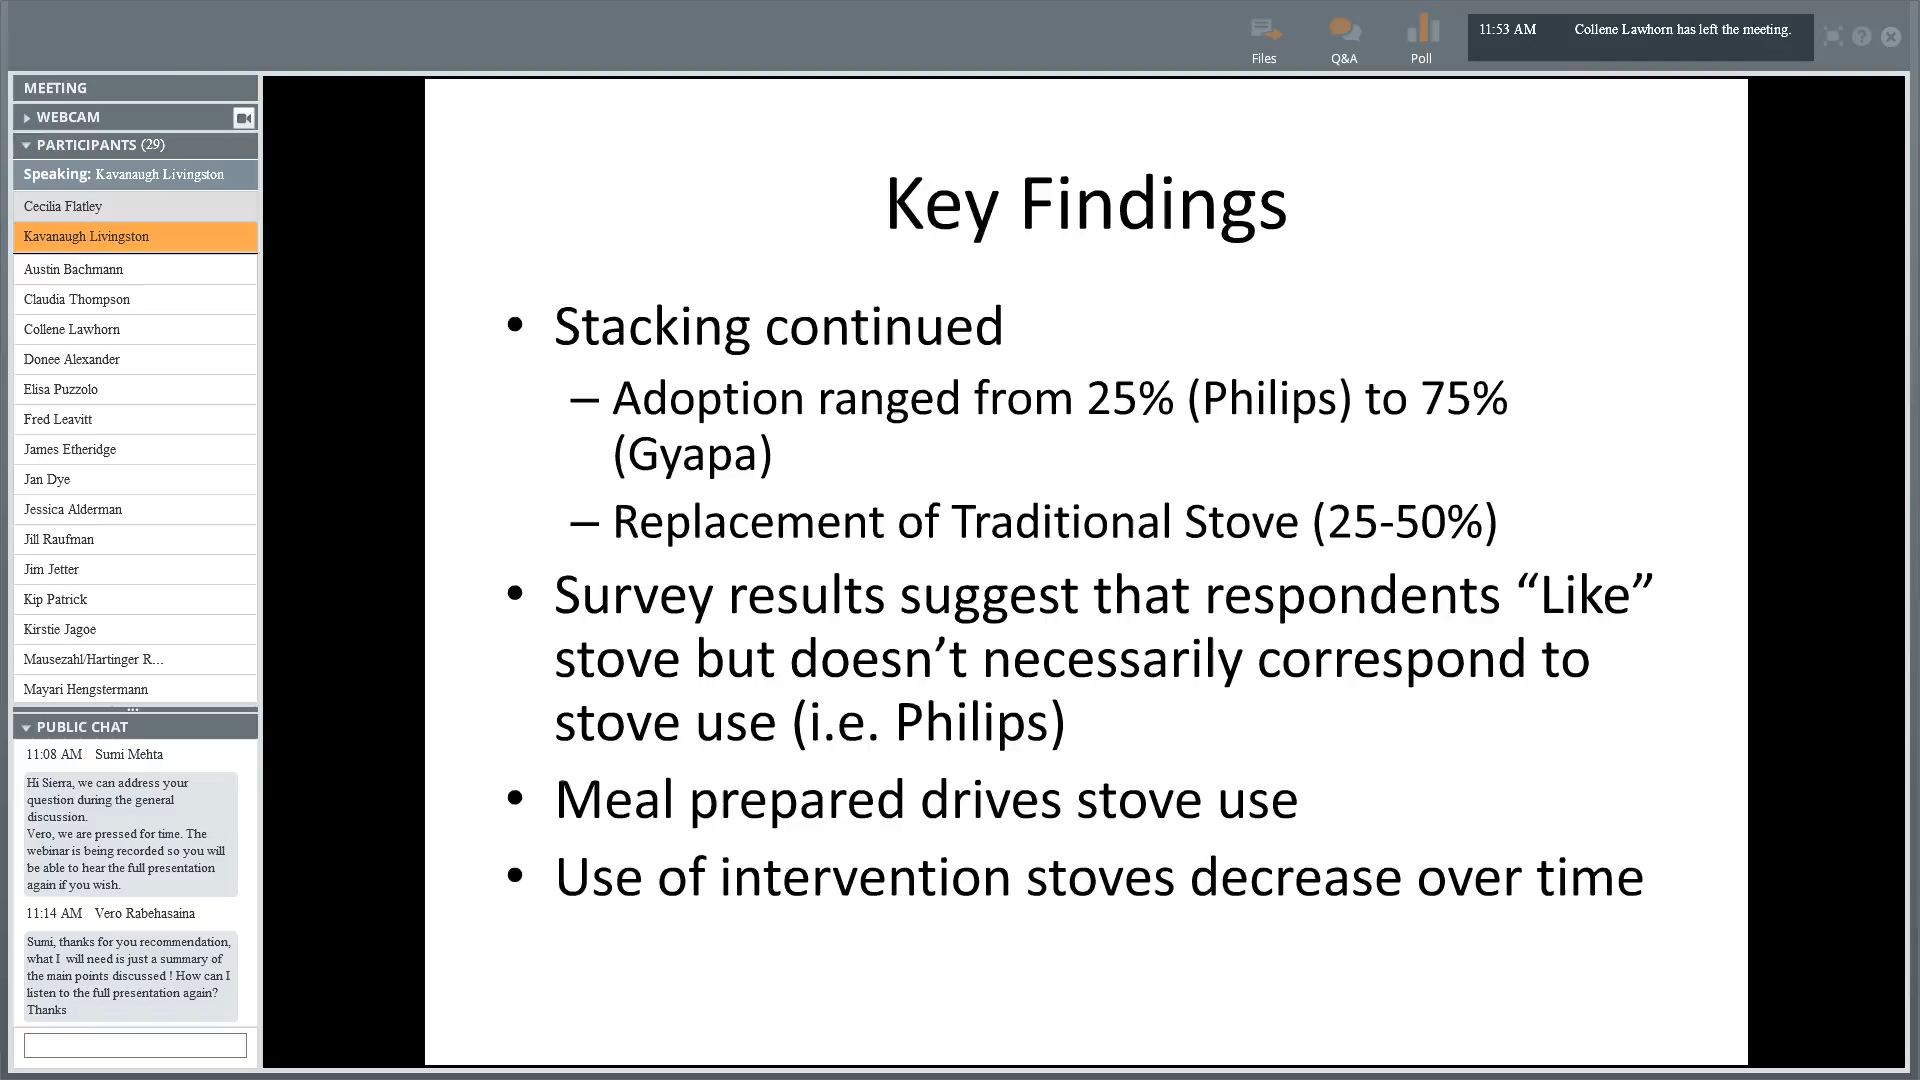 Files
Q&A
Poll
11:53 AM Collene Lawhorn has left the meeting.
MEETING
WEBCAM
PARTICIPANTS (29)
Speaking: Kavanaugh Livingston
Cecilia Flatley
Kavanaugh Livingston
Austin Bachmann
Claudia Thompson
Collene Lawhorn
Donee Alexander
Elisa Puzzolo
Fred Leavitt
James Etheridge
Jan Dye
Jessica Alderman
Jill Raufman
Jim Jetter
Kip Patrick
Kirstie Jagoe
Mausezahl/Hartinger R...
Mayari Hengstermann
PUBLIC CHAT
11:08 AM Sumi Mehta
Hi Sierra, we can address your
question during the general
discussion.
Vero, we are pressed for time. The
webinar is being recorded so you will
be able to hear the full presentation
again if you wish.
11:14 AM Vero Rabehasaina
Sumi, thanks for you recommendation,
what I will need is just a summary of
the main points discussed ! How can I
listen to the full presentation again?
Thanks
Key Findings
• Stacking continued
– Adoption ranged from 25% (Philips) to 75%
(Gyapa)
– Replacement of Traditional Stove (25-50%)
• Survey results suggest that respondents “Like”
stove but doesn’t necessarily correspond to
stove use (i.e. Philips)
• Meal prepared drives stove use
• Use of intervention stoves decrease over time